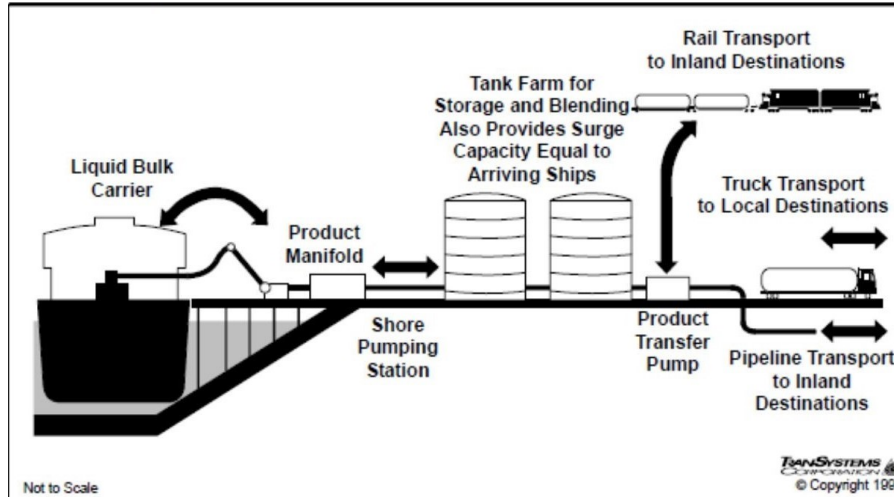 Rail Transport
to Inland Destinations
Tank Farm for
Storage and Blending
Also Provides Surge
Capacity Equal to
Arriving Ships
Liquid Bulk
Carrier
Truck Transport
to Local Destinations
Product
Manifold
Shore
Pumping
Station
Product
Transfer
Pump
Pipeline Transport
to Inland
Destinations
TRANSYSTEMS
CORPORATION
Not to Scale
© Copyright